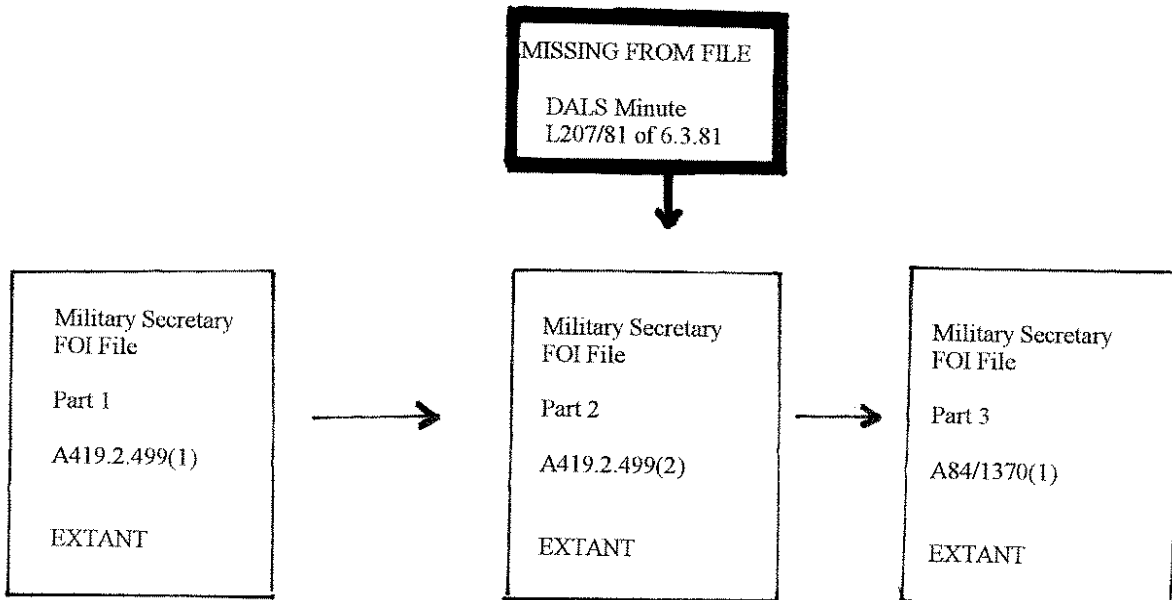 MISSING FROM FILE
DALS Minute
L207/81 of 6.3.81
Military Secretary
FOI File
Part 1
A419.2.499(1)
EXTANT
Military Secretary
FOI File
Part 2
A419.2.499(2)
EXTANT
Military Secretary
FOI File
Part 3
A84/1370(1)
EXTANT